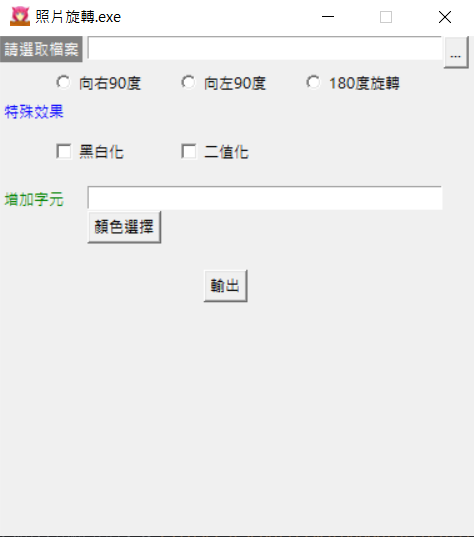 照片旋轉.exe
請選取檔案 ...
向右90度 向左90度 180度旋轉
特殊效果
黑白化 二值化
增加字元
顏色選擇
輸出